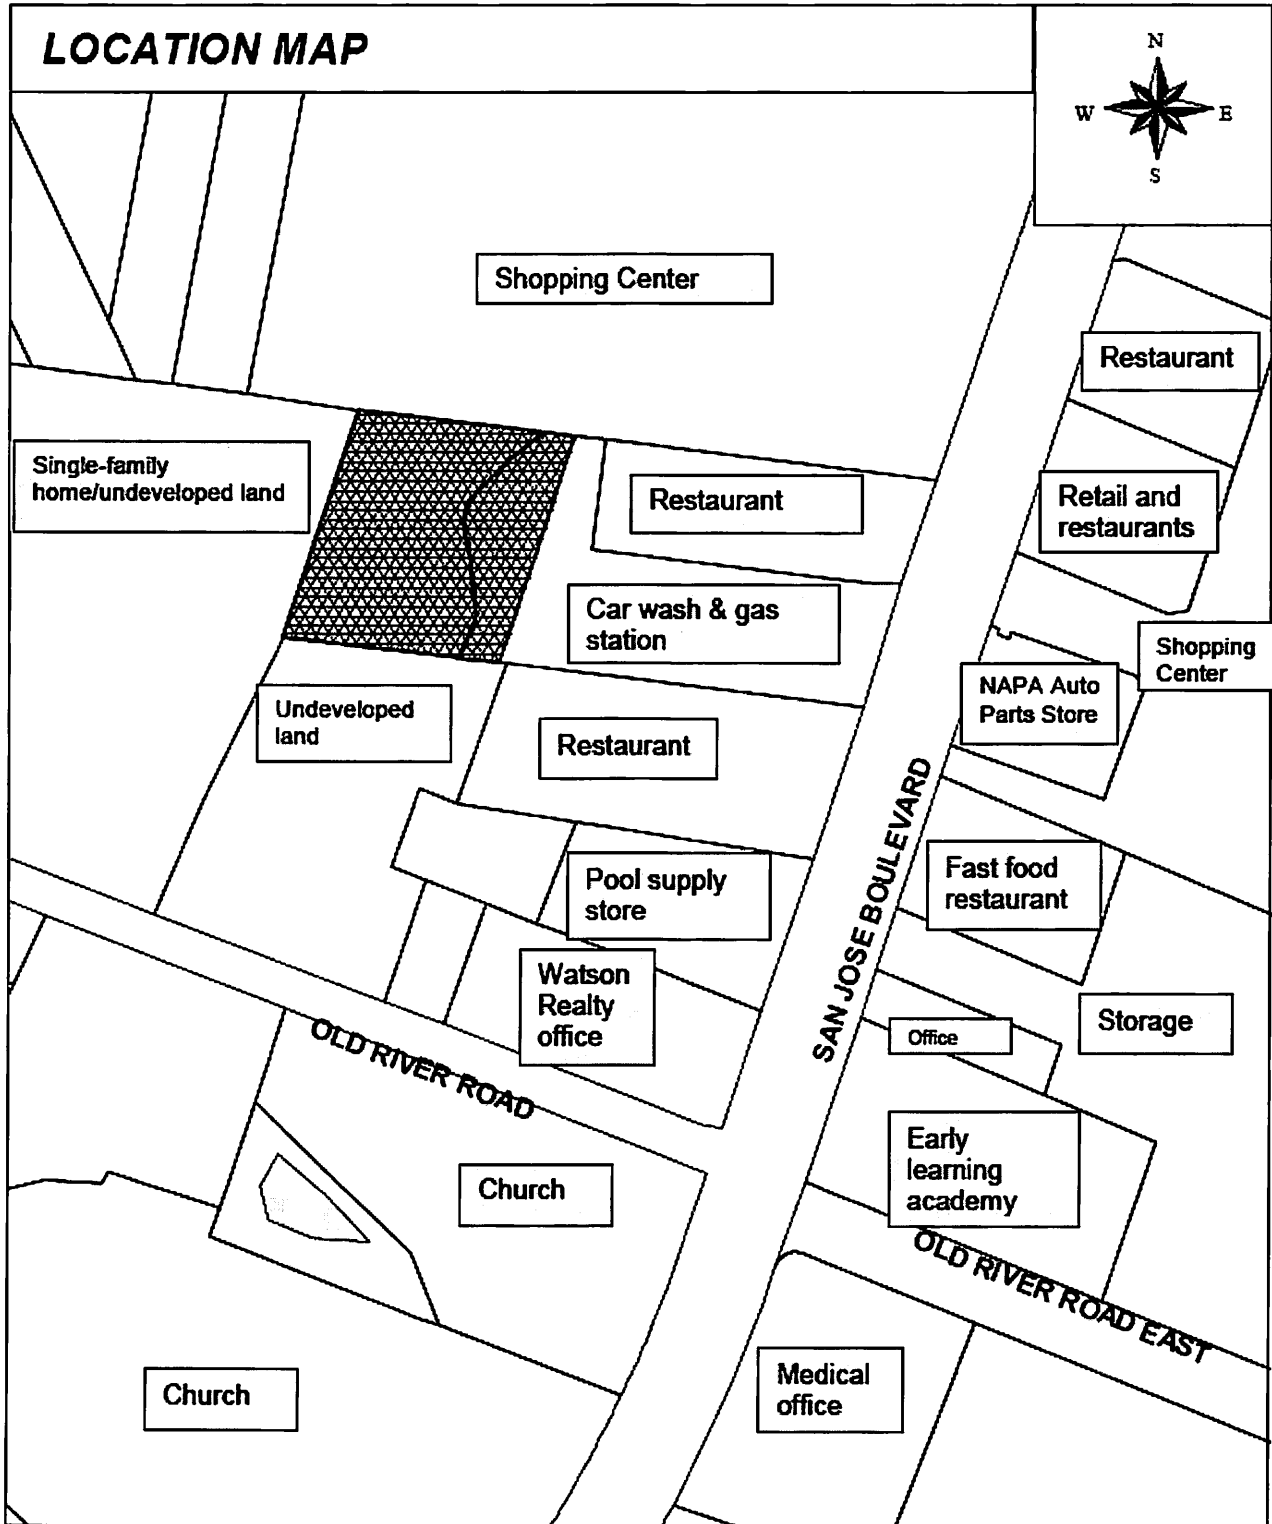 LOCATION MAP
N
W E
S
Shopping Center
Restaurant
Single-family
home/undeveloped land
Restaurant
Retail and
restaurants
Car wash & gas
station
Shopping
Center
NAPA Auto
Parts Store
Undeveloped
land
Restaurant
SAN JOSE BOULEVARD
Pool supply
store
Fast food
restaurant
Watson
Realty
office
Storage
Office
OLD RIVER ROAD
Early
learning
academy
Church
OLD RIVER ROAD EAST
Church
Medical
office